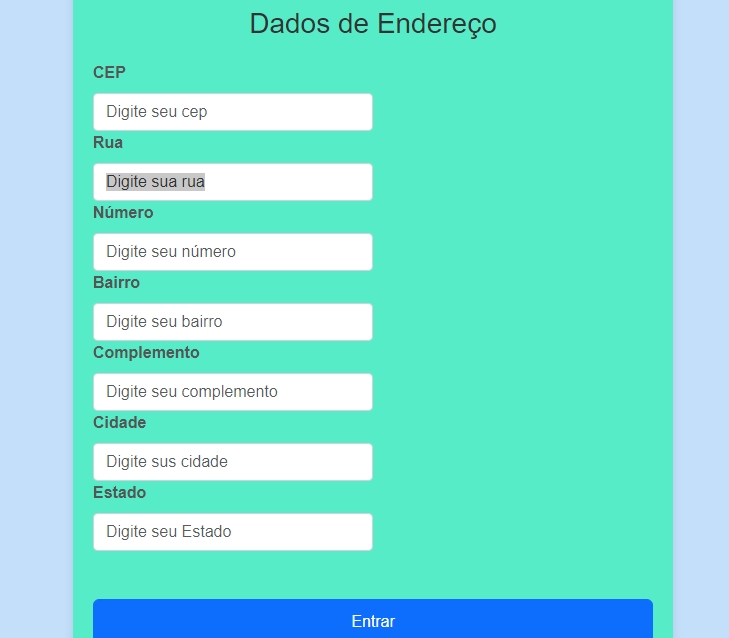 Dados de Endereço
CEP
Digite seu cep
Rua
Digite sua rua
Número
Digite seu número
Bairro
Digite seu bairro
Complemento
Digite seu complemento
Cidade
Digite sus cidade
Estado
Digite seu Estado
Entrar